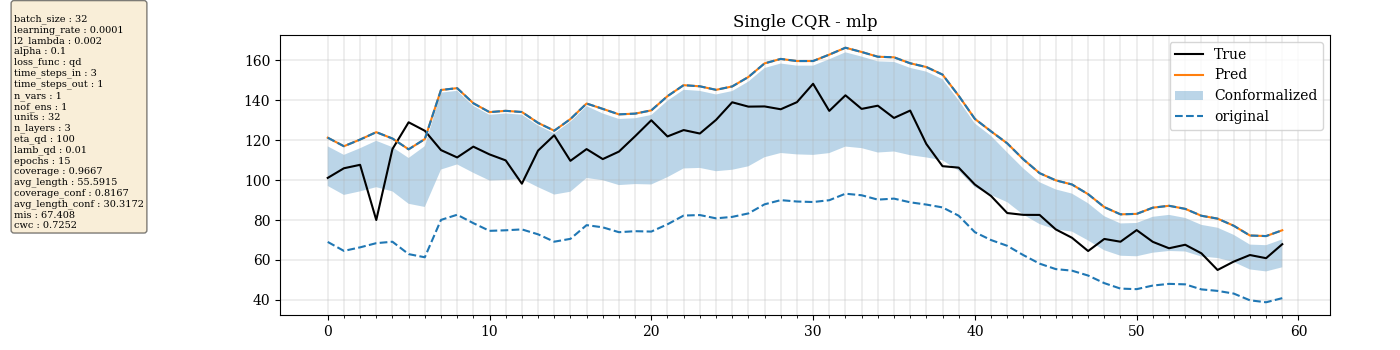 batch_size : 32
learning_rate : 0.0001
l2_lambda : 0.002
alpha : 0.1
loss_func : qd
time_steps_in : 3
time_steps_out : 1
n_vars : 1
nof_ens : 1
units : 32
n_layers : 3
eta_qd : 100
lamb_qd : 0.01
epochs : 15
coverage : 0.9667
avg_length : 55.5915
coverage_conf : 0.8167
avg_length_conf : 30.3172
mis : 67.408
cwc : 0.7252
Single CQR - mlp
160
140
120
100
80
60
40
0 10 20 30 40 50 60
True
Pred
Conformalized
original